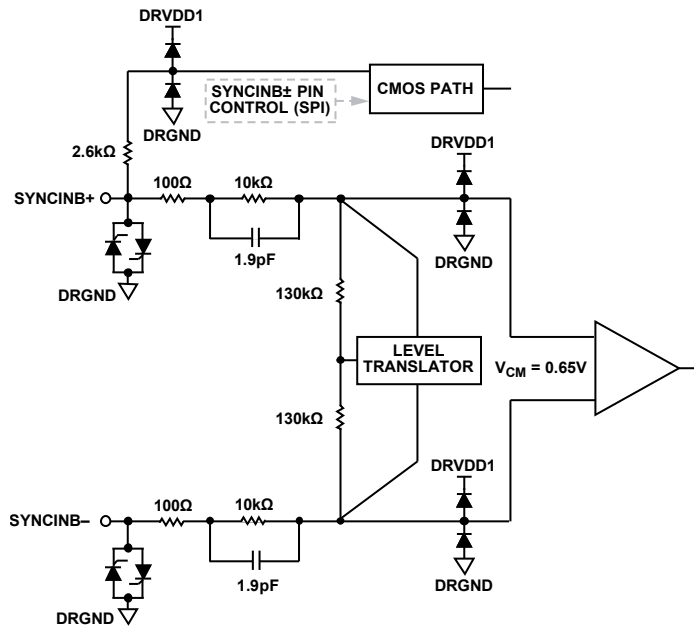 DRVDD1
SYNCINB± PIN
CONTROL (SPI)
CMOS PATH
DRGND
2.6kΩ
DRVDD1
SYNCINB+
100Ω
10kΩ
1.9pF
DRGND
DRGND
130kΩ
LEVEL
TRANSLATOR
VCM = 0.65V
130kΩ
DRVDD1
SYNCINB–
100Ω
10kΩ
1.9pF
DRGND
DRGND